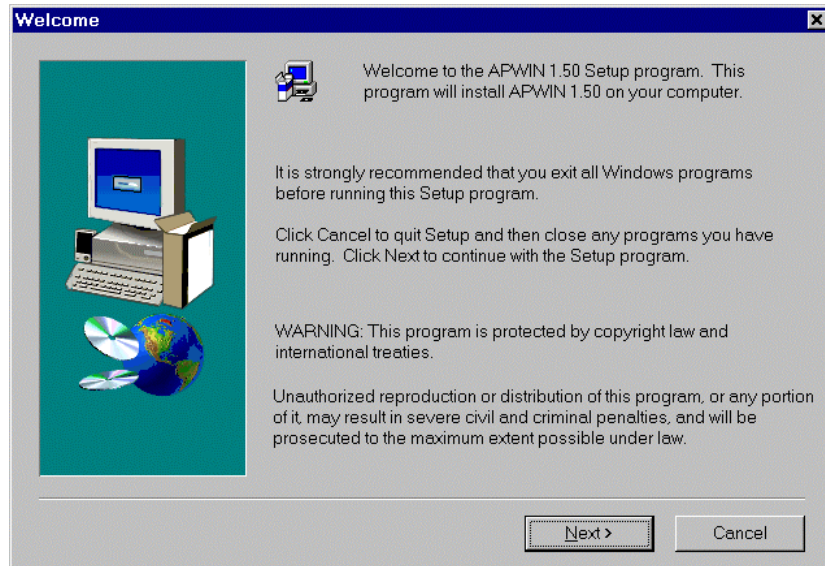 Welcome
Welcome to the APWIN 1.50 Setup program.  This
program will install APWIN 1.50 on your computer.
It is strongly recommended that you exit all Windows programs
before running this Setup program.
Click Cancel to quit Setup and then close any programs you have
running.  Click Next to continue with the Setup program.
WARNING: This program is protected by copyright law and
international treaties.
Unauthorized reproduction or distribution of this program, or any portion
of it, may result in severe civil and criminal penalties, and will be
prosecuted to the maximum extent possible under law.
Next >
Cancel